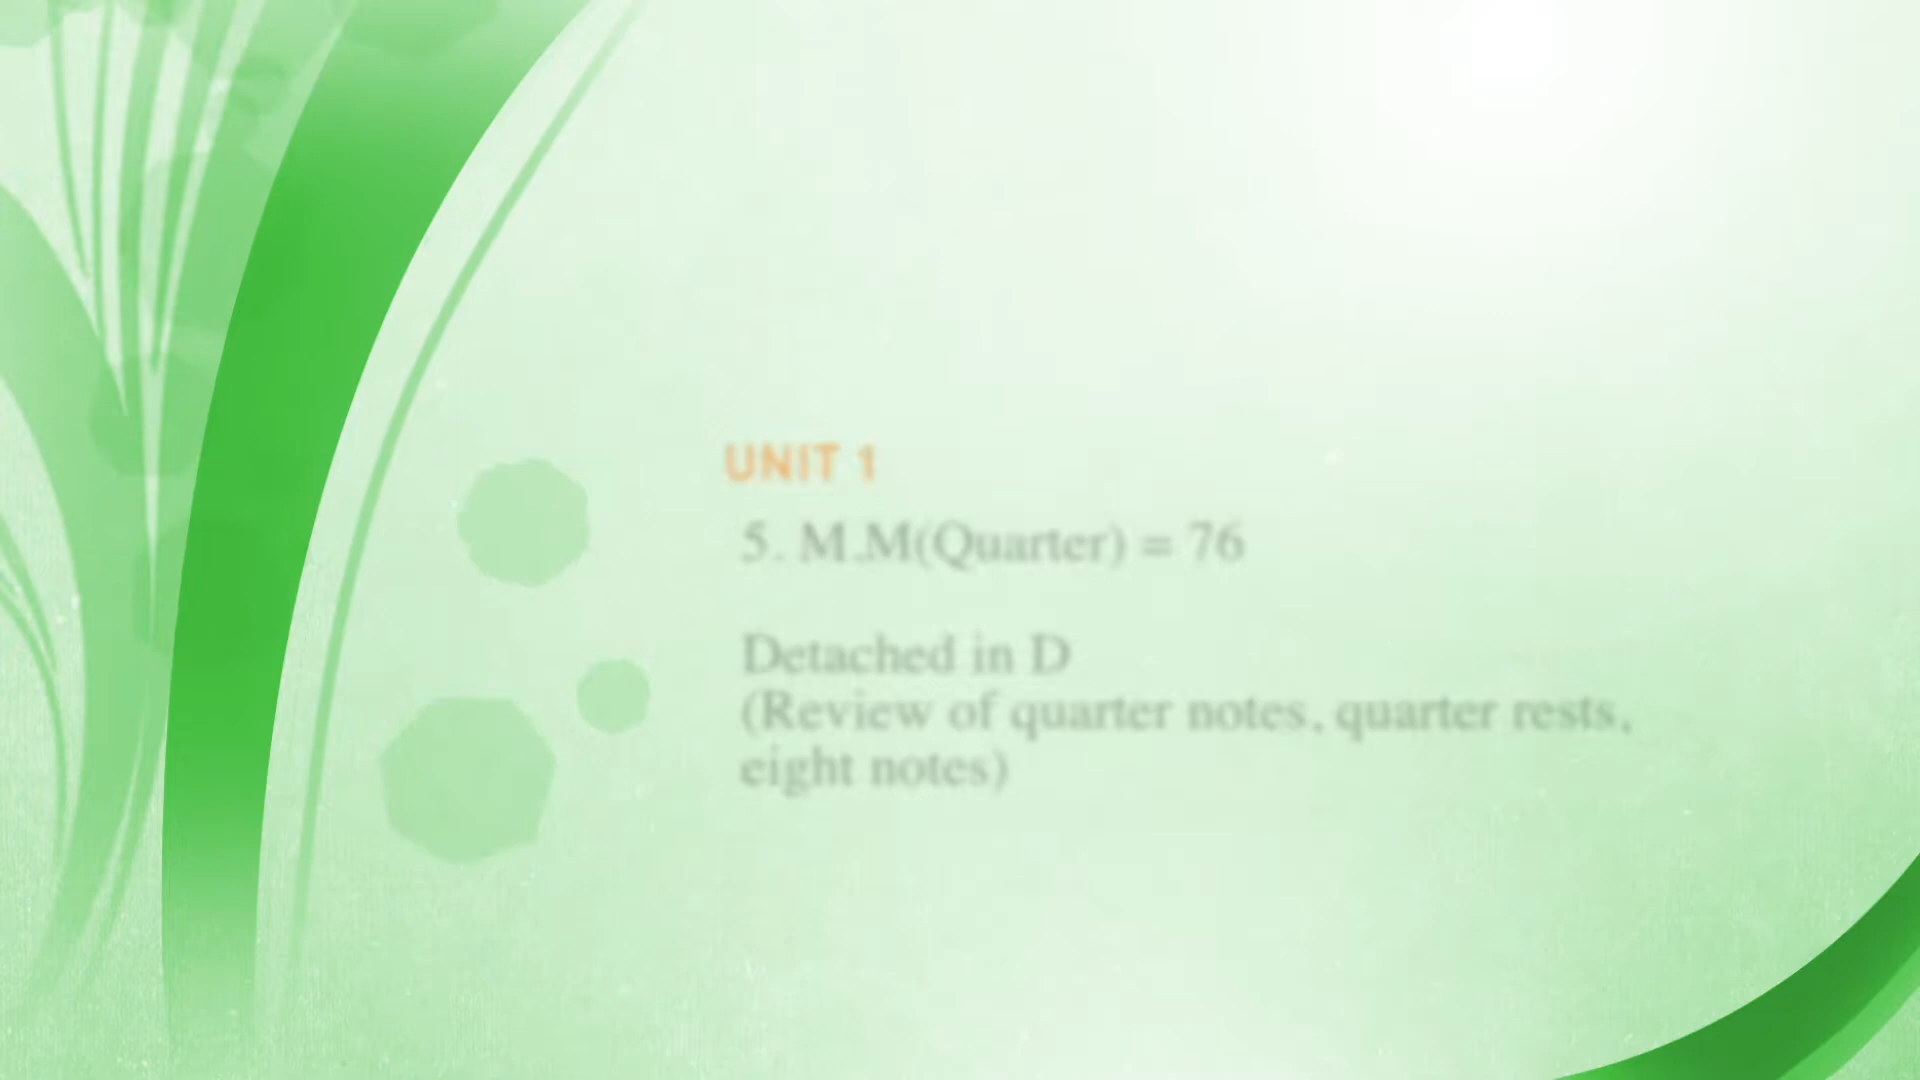 UNIT 1
5. M.M(Quarter) = 76
Detached in D
(Review of quarter notes, quarter rests,
eight notes)